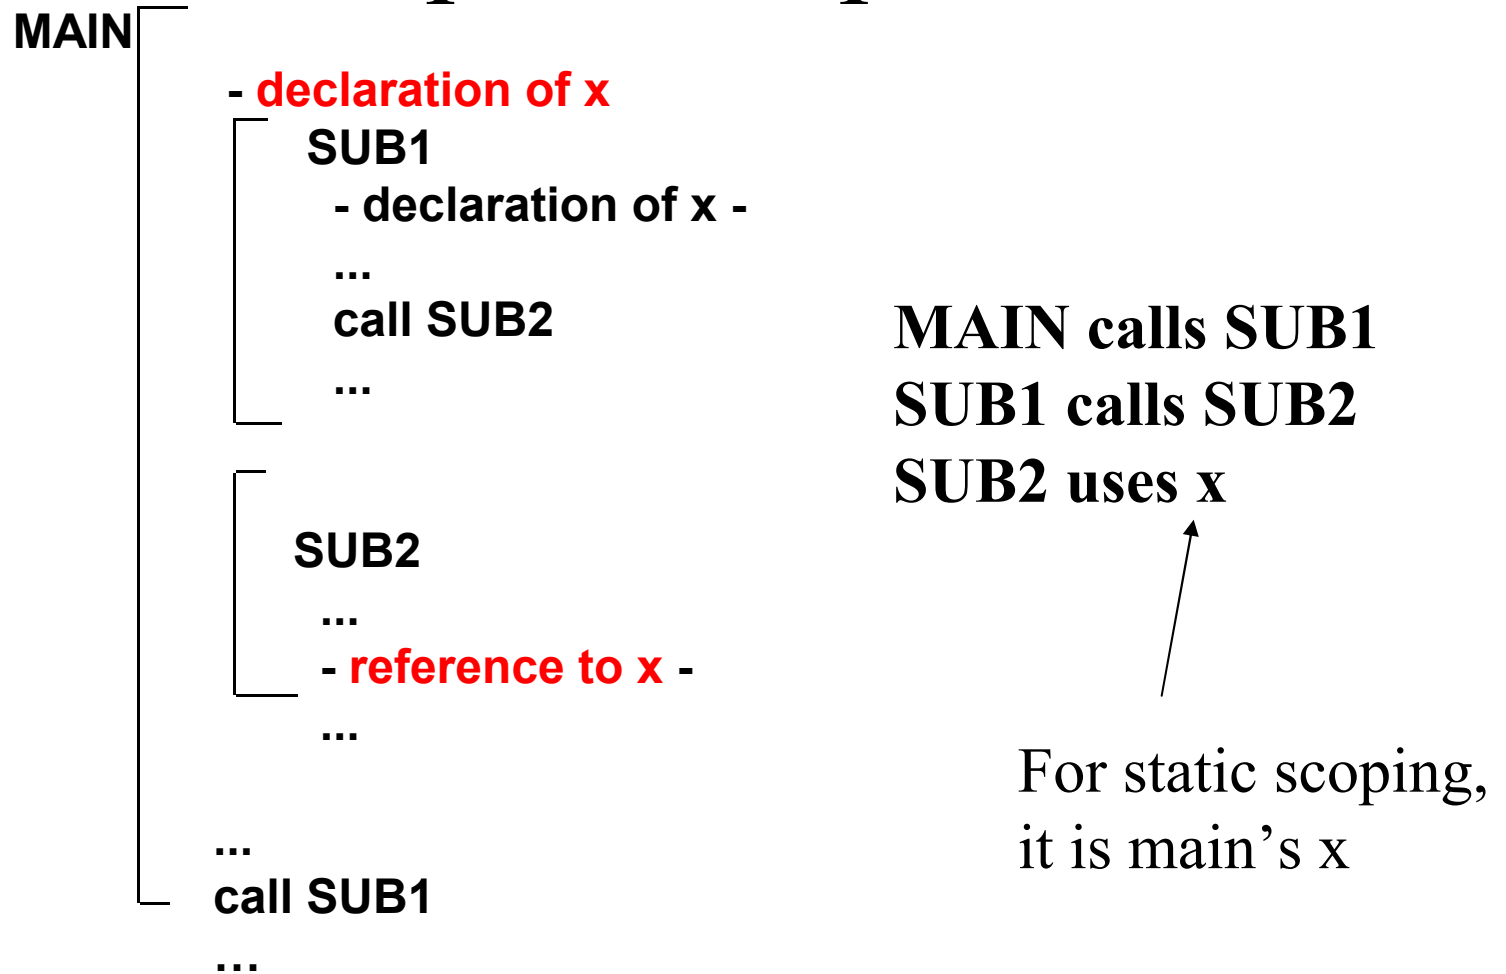 MAIN
- declaration of x
SUB1
- declaration of x -
...
call SUB2
...
SUB2
...
- reference to x -
...
...
call SUB1
...
MAIN calls SUB1
SUB1 calls SUB2
SUB2 uses x
For static scoping,
it is main’s x